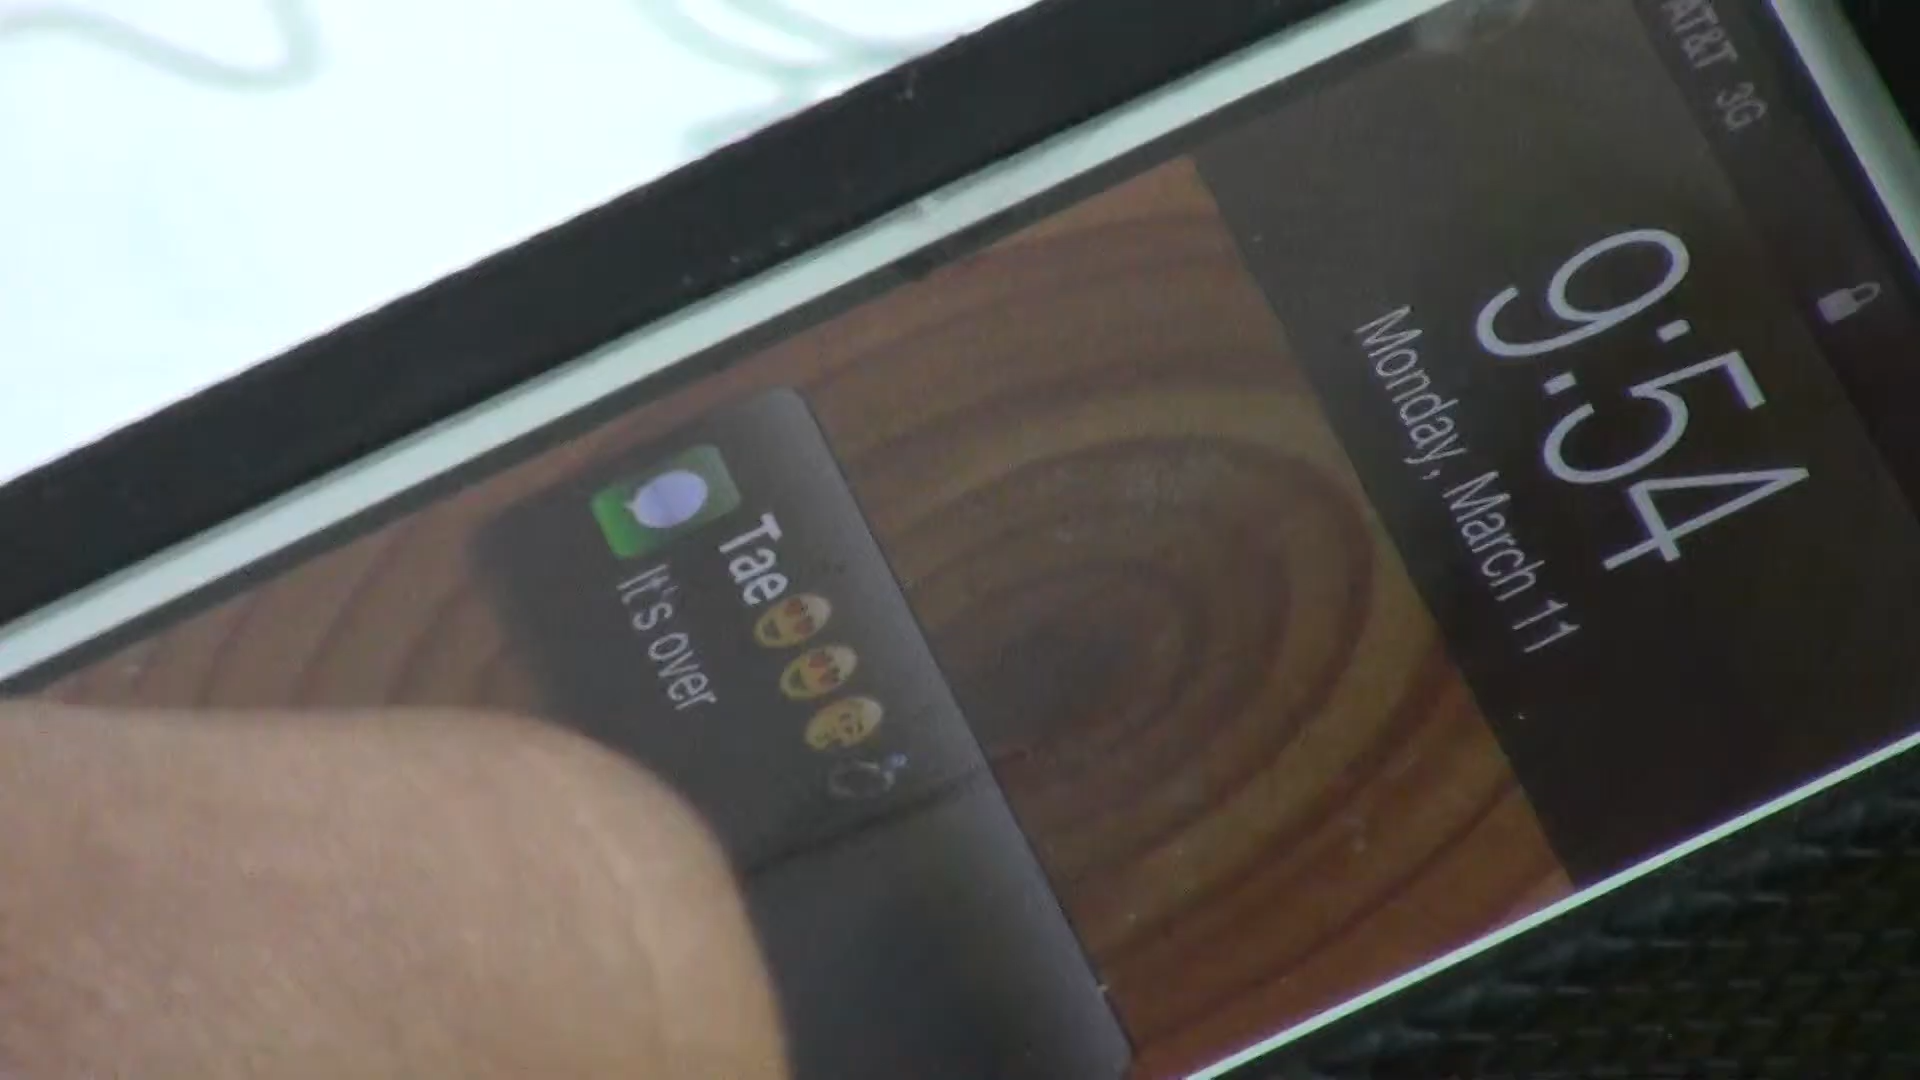 AT&T 3G
9:54
Monday, March 11
Tae😍😍😚💍
It's over